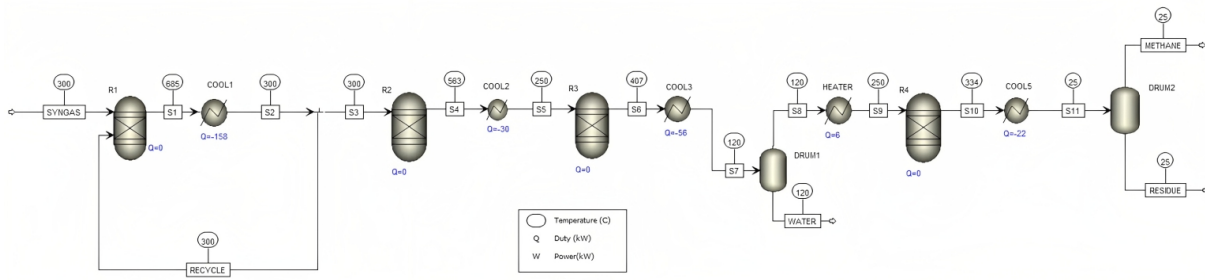 25
METHANE
300
SYNGAS
R1
685
S1
COOL1
Q=-158
300
S2
300
S3
R2
563
S4
COOL2
Q=-30
250
S5
R3
407
S6
COOL3
Q=-56
120
S8
HEATER
Q=6
250
S9
R4
334
S10
COOL5
Q=-22
25
S11
DRUM2
Q=0
Q=0
Q=0
Q=0
120
S7
DRUM1
120
WATER
25
RESIDUE
300
RECYCLE
Temperature (C)
Q Duty (kW)
W Power(kW)